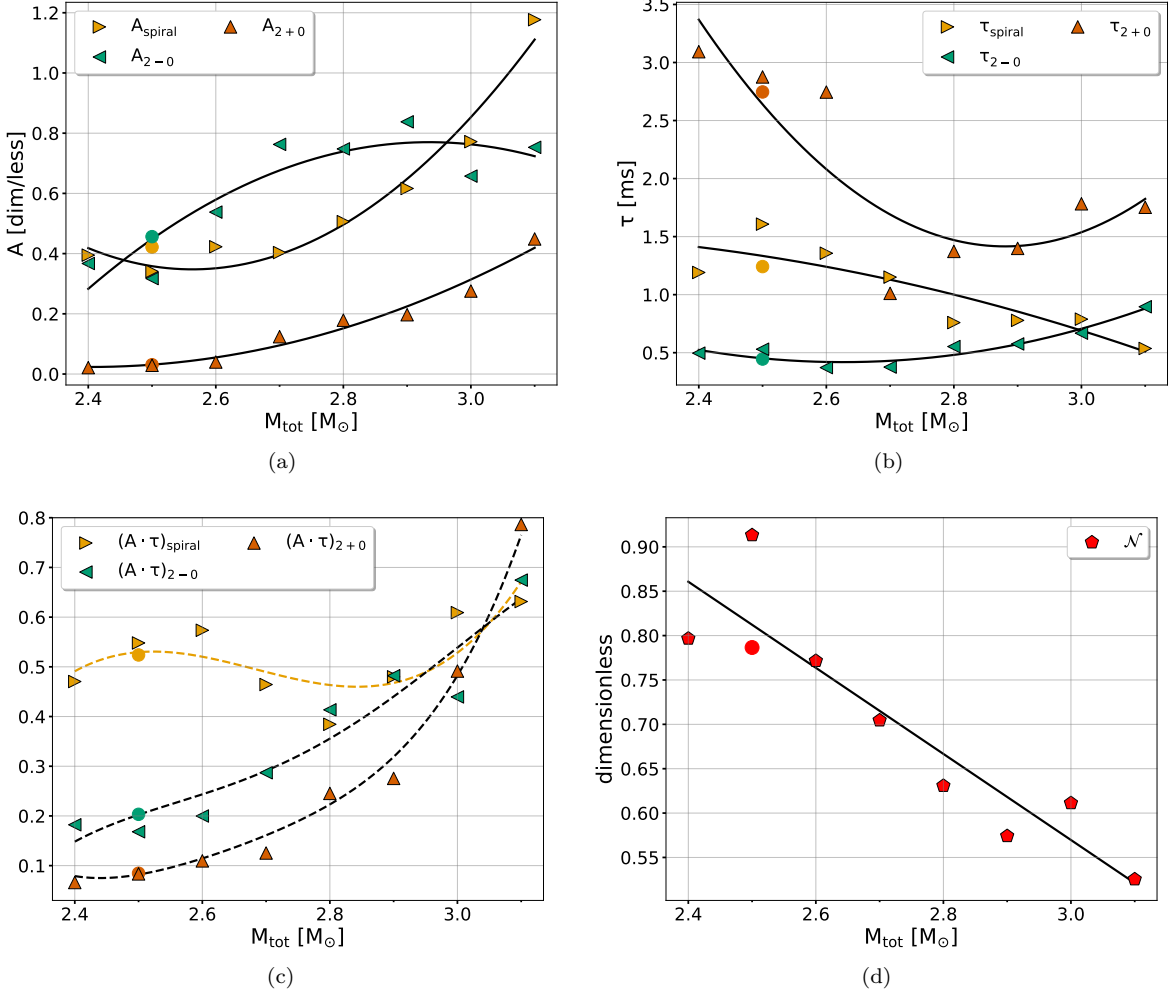 1.2
1.0
0.8
0.6
0.4
0.2
0.0
A [dim/less]
A_spiral
A_2−0
A_2+0
2.4 2.6 2.8 3.0
M_tot [M_⊙]
(a)
3.5
3.0
2.5
2.0
1.5
1.0
0.5
τ [ms]
τ_spiral
τ_2−0
τ_2+0
2.4 2.6 2.8 3.0
M_tot [M_⊙]
(b)
0.8
0.7
0.6
0.5
0.4
0.3
0.2
0.1
(A · τ)_spiral
(A · τ)_2−0
(A · τ)_2+0
2.4 2.6 2.8 3.0
M_tot [M_⊙]
(c)
0.90
0.85
0.80
0.75
0.70
0.65
0.60
0.55
dimensionless
𝒩
2.4 2.6 2.8 3.0
M_tot [M_⊙]
(d)